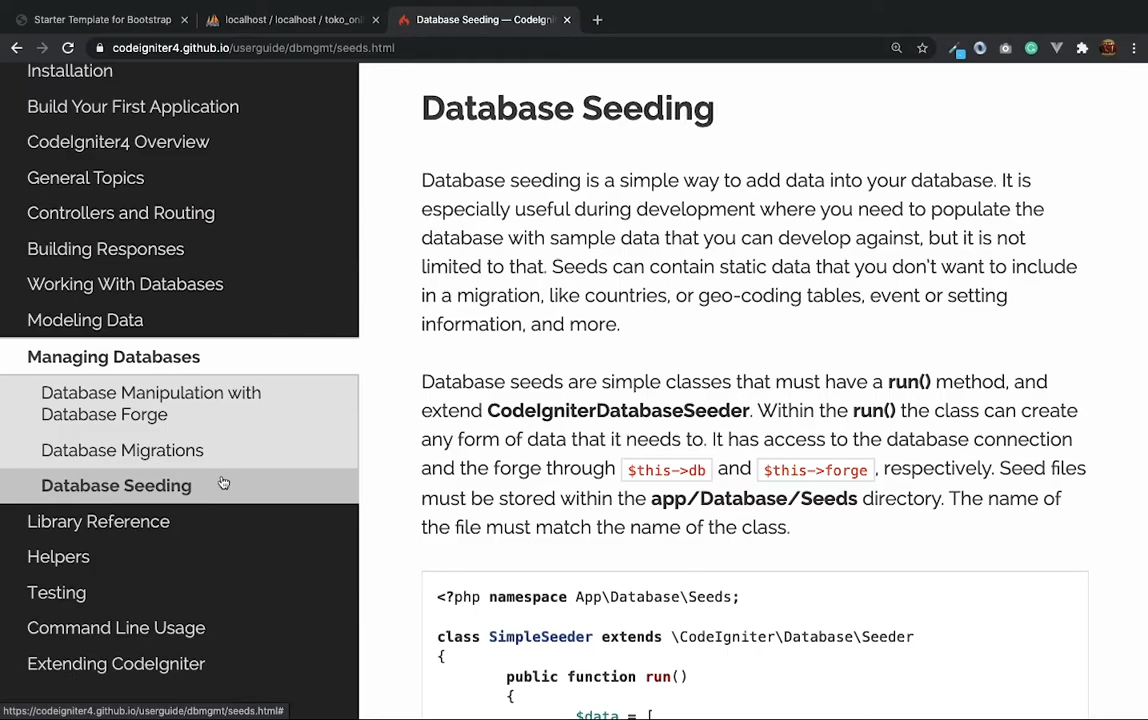 Starter Template for Bootstrap
localhost / localhost / toko_onl
Database Seeding — CodeIgnit
codeigniter4.github.io/userguide/dbmgmt/seeds.html
Installation
Build Your First Application
CodeIgniter4 Overview
General Topics
Controllers and Routing
Building Responses
Working With Databases
Modeling Data
Managing Databases
Database Manipulation with
Database Forge
Database Migrations
Database Seeding
Library Reference
Helpers
Testing
Command Line Usage
Extending CodeIgniter
https://codeigniter4.github.io/userguide/dbmgmt/seeds.html#
Database Seeding
Database seeding is a simple way to add data into your database. It is
especially useful during development where you need to populate the
database with sample data that you can develop against, but it is not
limited to that. Seeds can contain static data that you don't want to include
in a migration, like countries, or geo-coding tables, event or setting
information, and more.
Database seeds are simple classes that must have a run() method, and
extend CodeIgniterDatabaseSeeder. Within the run() the class can create
any form of data that it needs to. It has access to the database connection
and the forge through $this->db and $this->forge, respectively. Seed files
must be stored within the app/Database/Seeds directory. The name of
the file must match the name of the class.
<?php namespace App\Database\Seeds;
class SimpleSeeder extends \CodeIgniter\Database\Seeder
{
public function run()
{
$data = [